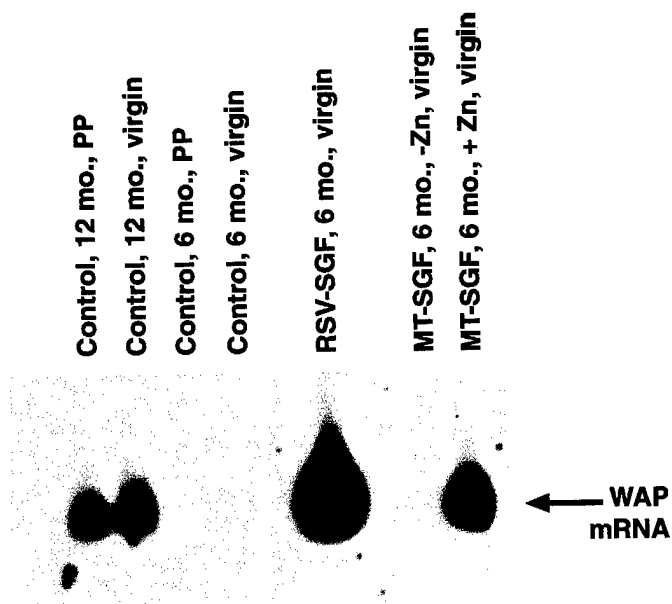 Control, 12 mo., PP
Control, 12 mo., virgin
Control, 6 mo., PP
Control, 6 mo., virgin
RSV-SGF, 6 mo., virgin
MT-SGF, 6 mo., -Zn, virgin
MT-SGF, 6 mo., + Zn, virgin
WAP
mRNA